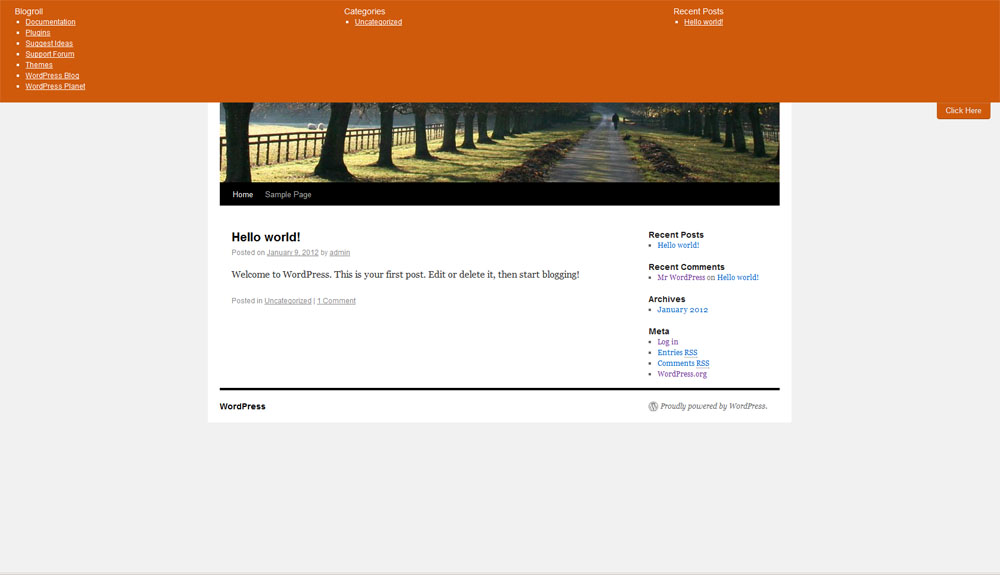 Blogroll
Documentation
Plugins
Suggest Ideas
Support Forum
Themes
WordPress Blog
WordPress Planet
Categories
Uncategorized
Recent Posts
Hello world!
Click Here
Home Sample Page
Hello world!
Posted on January 9, 2012 by admin
Welcome to WordPress. This is your first post. Edit or delete it, then start blogging!
Posted in Uncategorized | 1 Comment
Recent Posts
Hello world!
Recent Comments
Mr WordPress on Hello world!
Archives
January 2012
Meta
Log in
Entries RSS
Comments RSS
WordPress.org
WordPress
Proudly powered by WordPress.